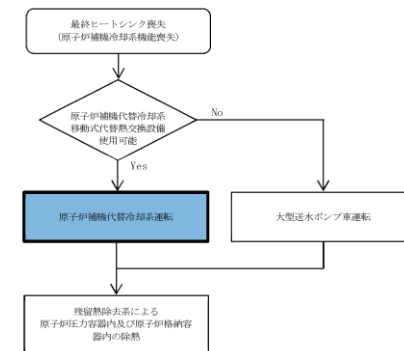 最終ヒートシンク喪失
(原子炉補機冷却系機能喪失)
原子炉補機代替冷却系
移動式代替熱交換設備
使用可能
No
Yes
原子炉補機代替冷却系運転
大型送水ポンプ車運転
残留熱除去系による
原子炉圧力容器内及び原子炉格納容
器内の除熱